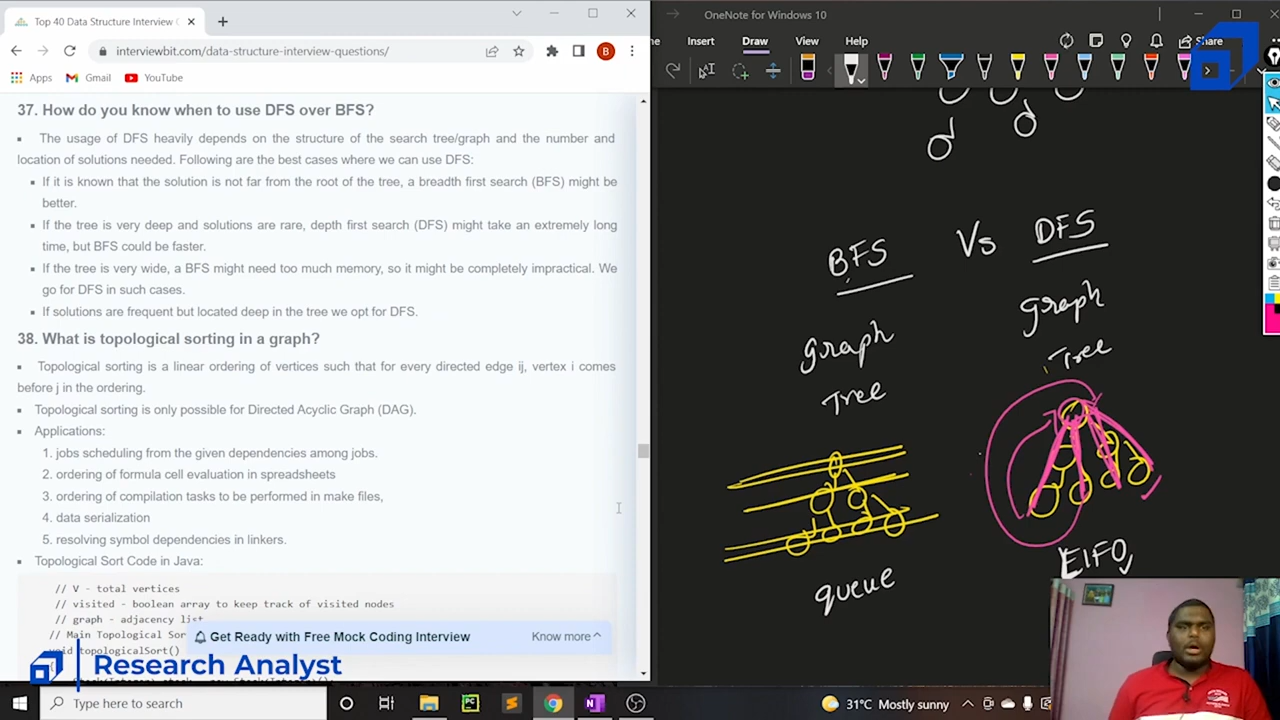 Top 40 Data Structure Interview
interviewbit.com/data-structure-interview-questions/
B
Apps
Gmail
YouTube
37. How do you know when to use DFS over BFS?
The usage of DFS heavily depends on the structure of the search tree/graph and the number and
location of solutions needed. Following are the best cases where we can use DFS:
If it is known that the solution is not far from the root of the tree, a breadth first search (BFS) might be
better.
If the tree is very deep and solutions are rare, depth first search (DFS) might take an extremely long
time, but BFS could be faster.
If the tree is very wide, a BFS might need too much memory, so it might be completely impractical. We
go for DFS in such cases.
If solutions are frequent but located deep in the tree we opt for DFS.
38. What is topological sorting in a graph?
Topological sorting is a linear ordering of vertices such that for every directed edge ij, vertex i comes
before j in the ordering.
Topological sorting is only possible for Directed Acyclic Graph (DAG).
Applications:
1. jobs scheduling from the given dependencies among jobs.
2. ordering of formula cell evaluation in spreadsheets
3. ordering of compilation tasks to be performed in make files,
4. data serialization
5. resolving symbol dependencies in linkers.
Topological Sort Code in Java:
// V - total vertices
// visited - boolean array to keep track of visited nodes
// graph - adjacency list
// Main Topological Sor
void topologicalSort()
Get Ready with Free Mock Coding Interview
Know more
Research Analyst
OneNote for Windows 10
Insert
Draw
View
Help
Share
BFS Vs DFS
graph
graph
Tree
Tree
queue
Type here to search
31°C Mostly sunny